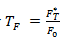 T_F = F_T^* / F_0